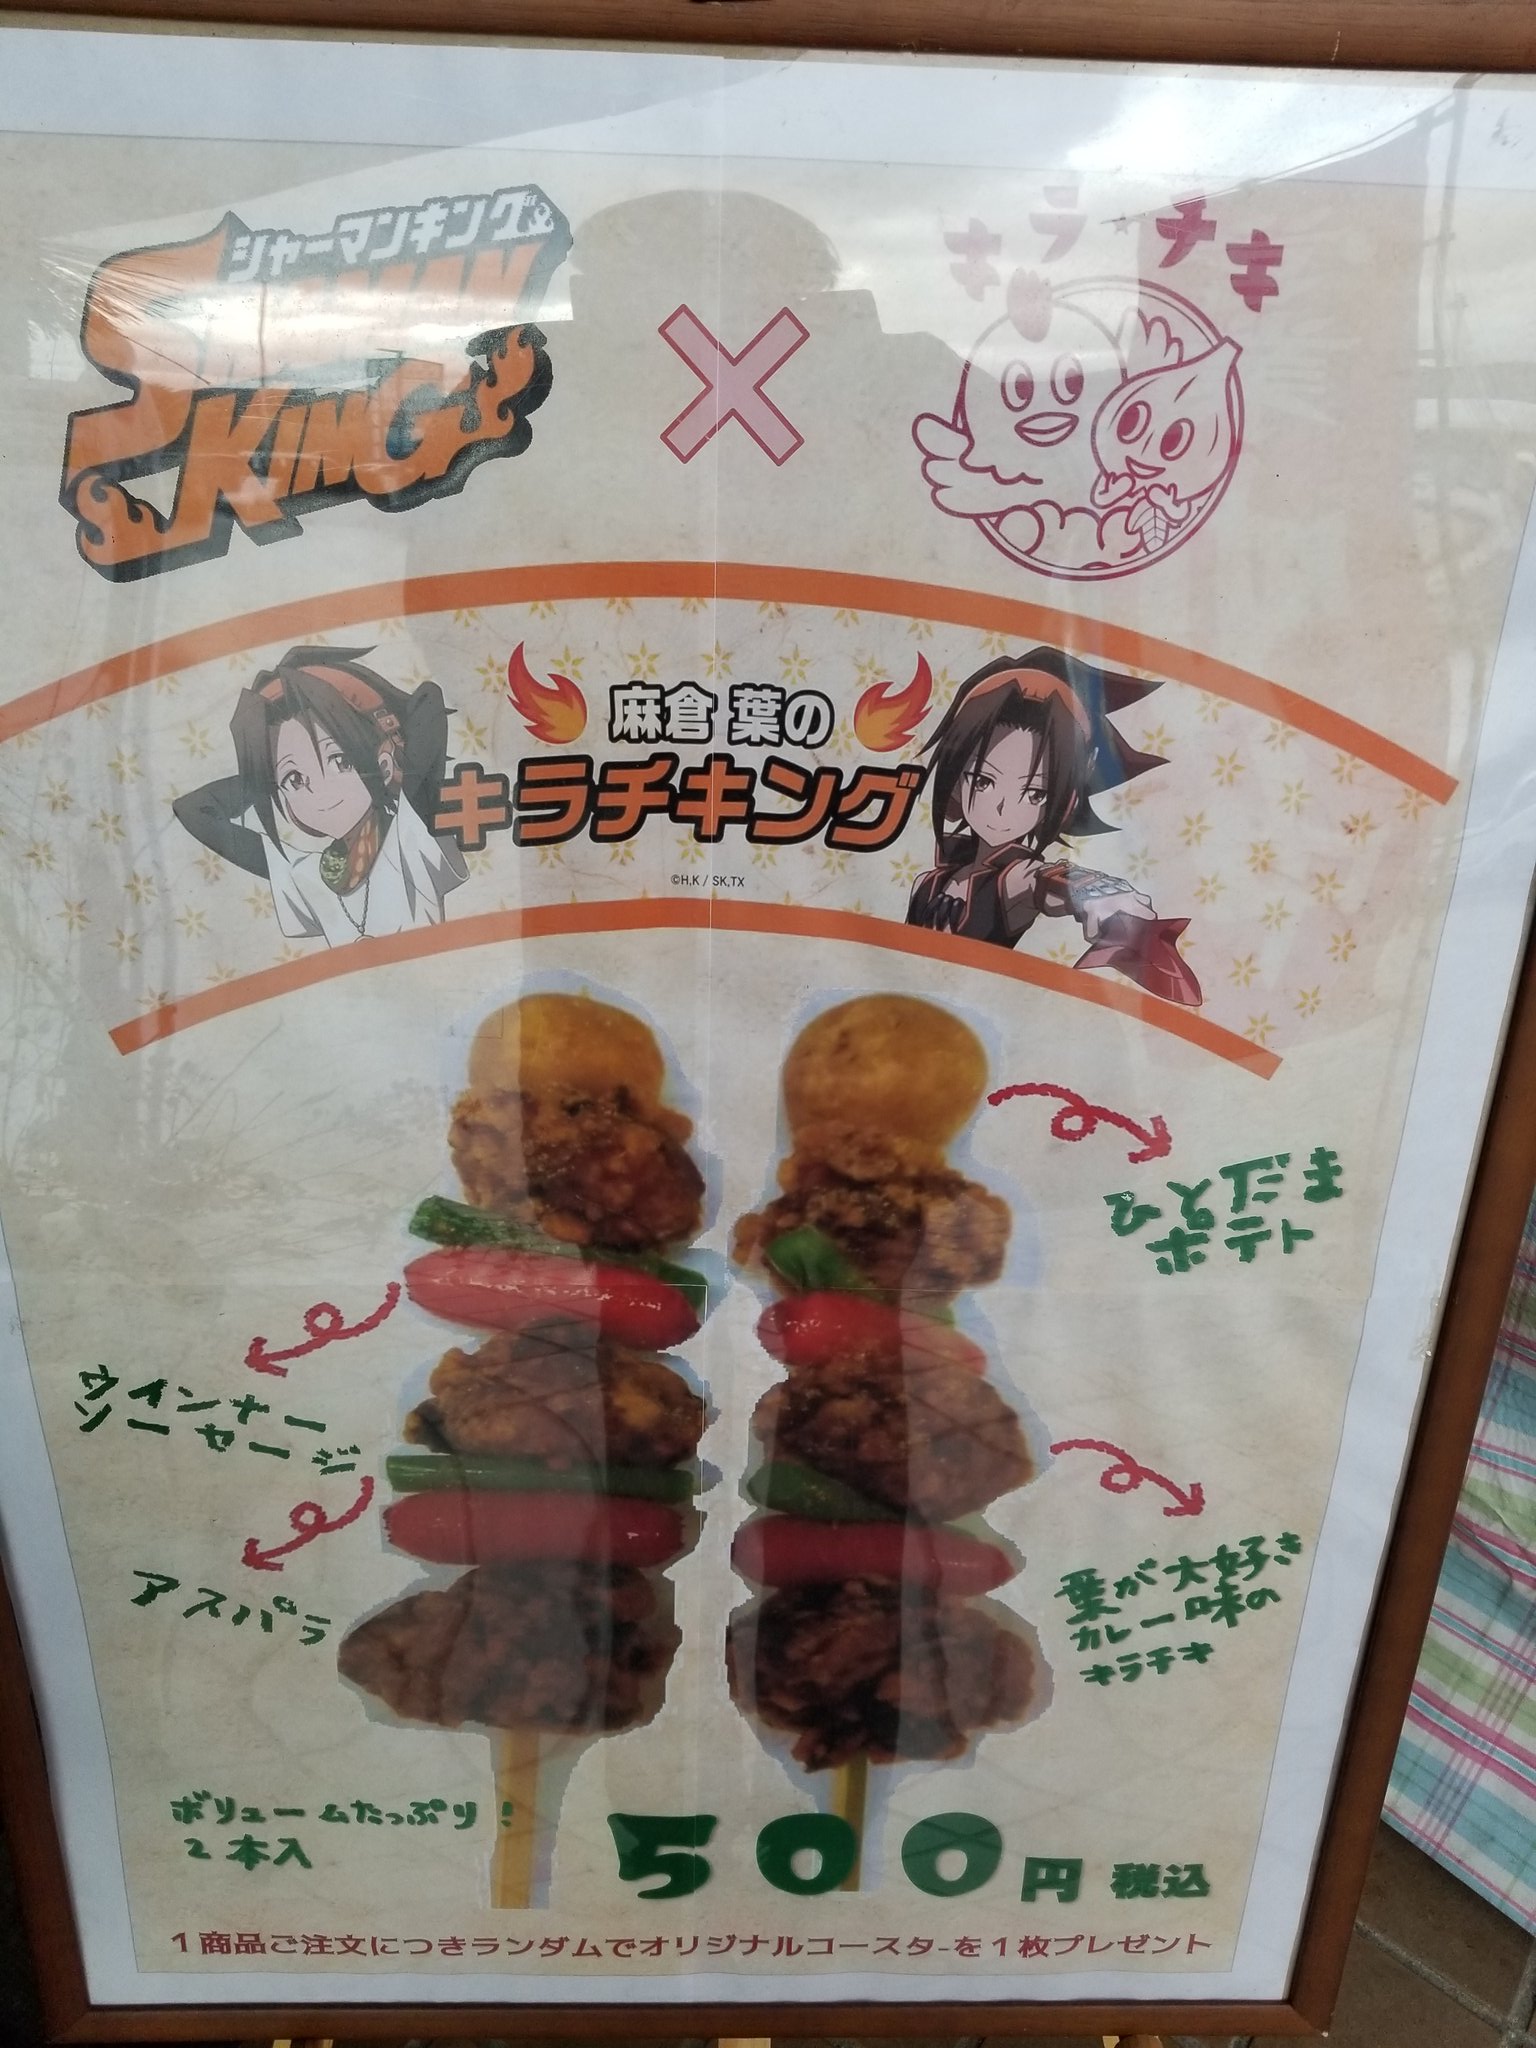 シャーマンキング
SHAMAN
KING
×
キラチキ
麻倉 葉の
キラチキング
©H.K / SK,TX
ひとだま
ポテト
ウインナー
ソーセージ
アスパラ
葉が大好き
カレー味の
キラチキ
ボリュームたっぷり!
2本入
500円 税込
1商品ご注文につきランダムでオリジナルコースタ-を1枚プレゼント